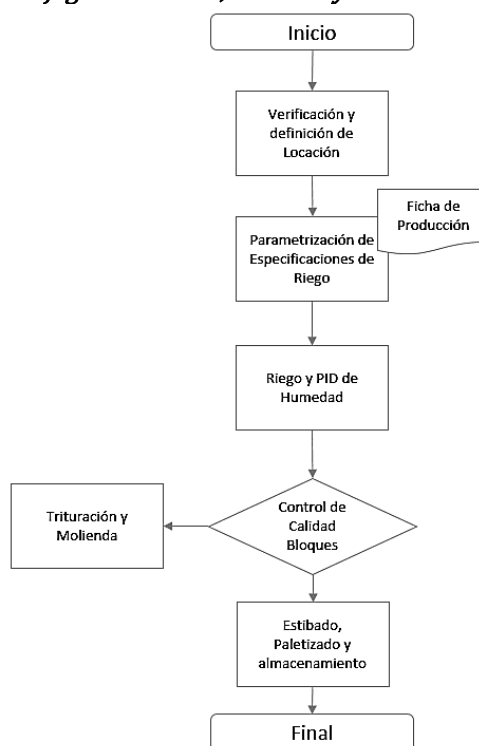 Inicio
Verificación y
definición de
Locación
Ficha de
Producción
Parametrización de
Especificaciones de
Riego
Riego y PID de
Humedad
Control de
Calidad
Bloques
Trituración y
Molienda
Estibado,
Paletizado y
almacenamiento
Final